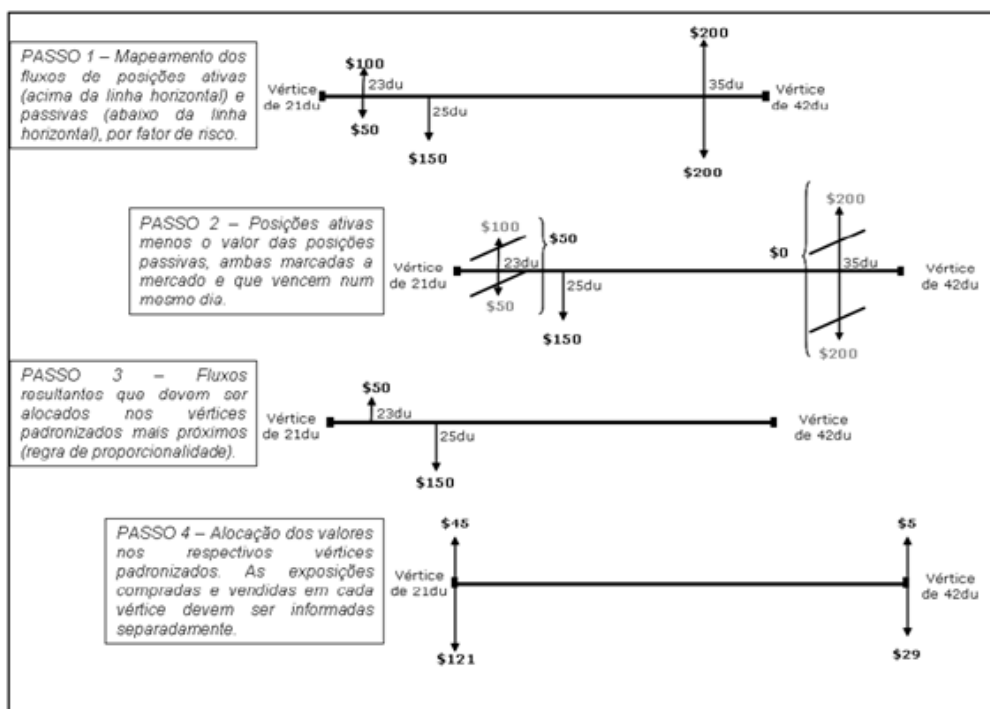 PASSO 1 – Mapeamento dos
fluxos de posições ativas
(acima da linha horizontal) e
passivas (abaixo da linha
horizontal), por fator de risco.
Vértice
de 21du
$100
23du
$50
25du
$150
$200
35du
$200
Vértice
de 42du
PASSO 2 – Posições ativas
menos o valor das posições
passivas, ambas marcadas a
mercado e que vencem num
mesmo dia.
Vértice
de 21du
$100
23du
$50
$50
25du
$150
$0
$200
35du
$200
Vértice
de 42du
PASSO 3 – Fluxos
resultantes que devem ser
alocados nos vértices
padronizados mais próximos
(regra de proporcionalidade).
Vértice
de 21du
$50
23du
25du
$150
Vértice
de 42du
PASSO 4 – Alocação dos valores
nos respectivos vértices
padronizados. As exposições
compradas e vendidas em cada
vértice devem ser informadas
separadamente.
$45
Vértice
de 21du
$121
$5
Vértice
de 42du
$29